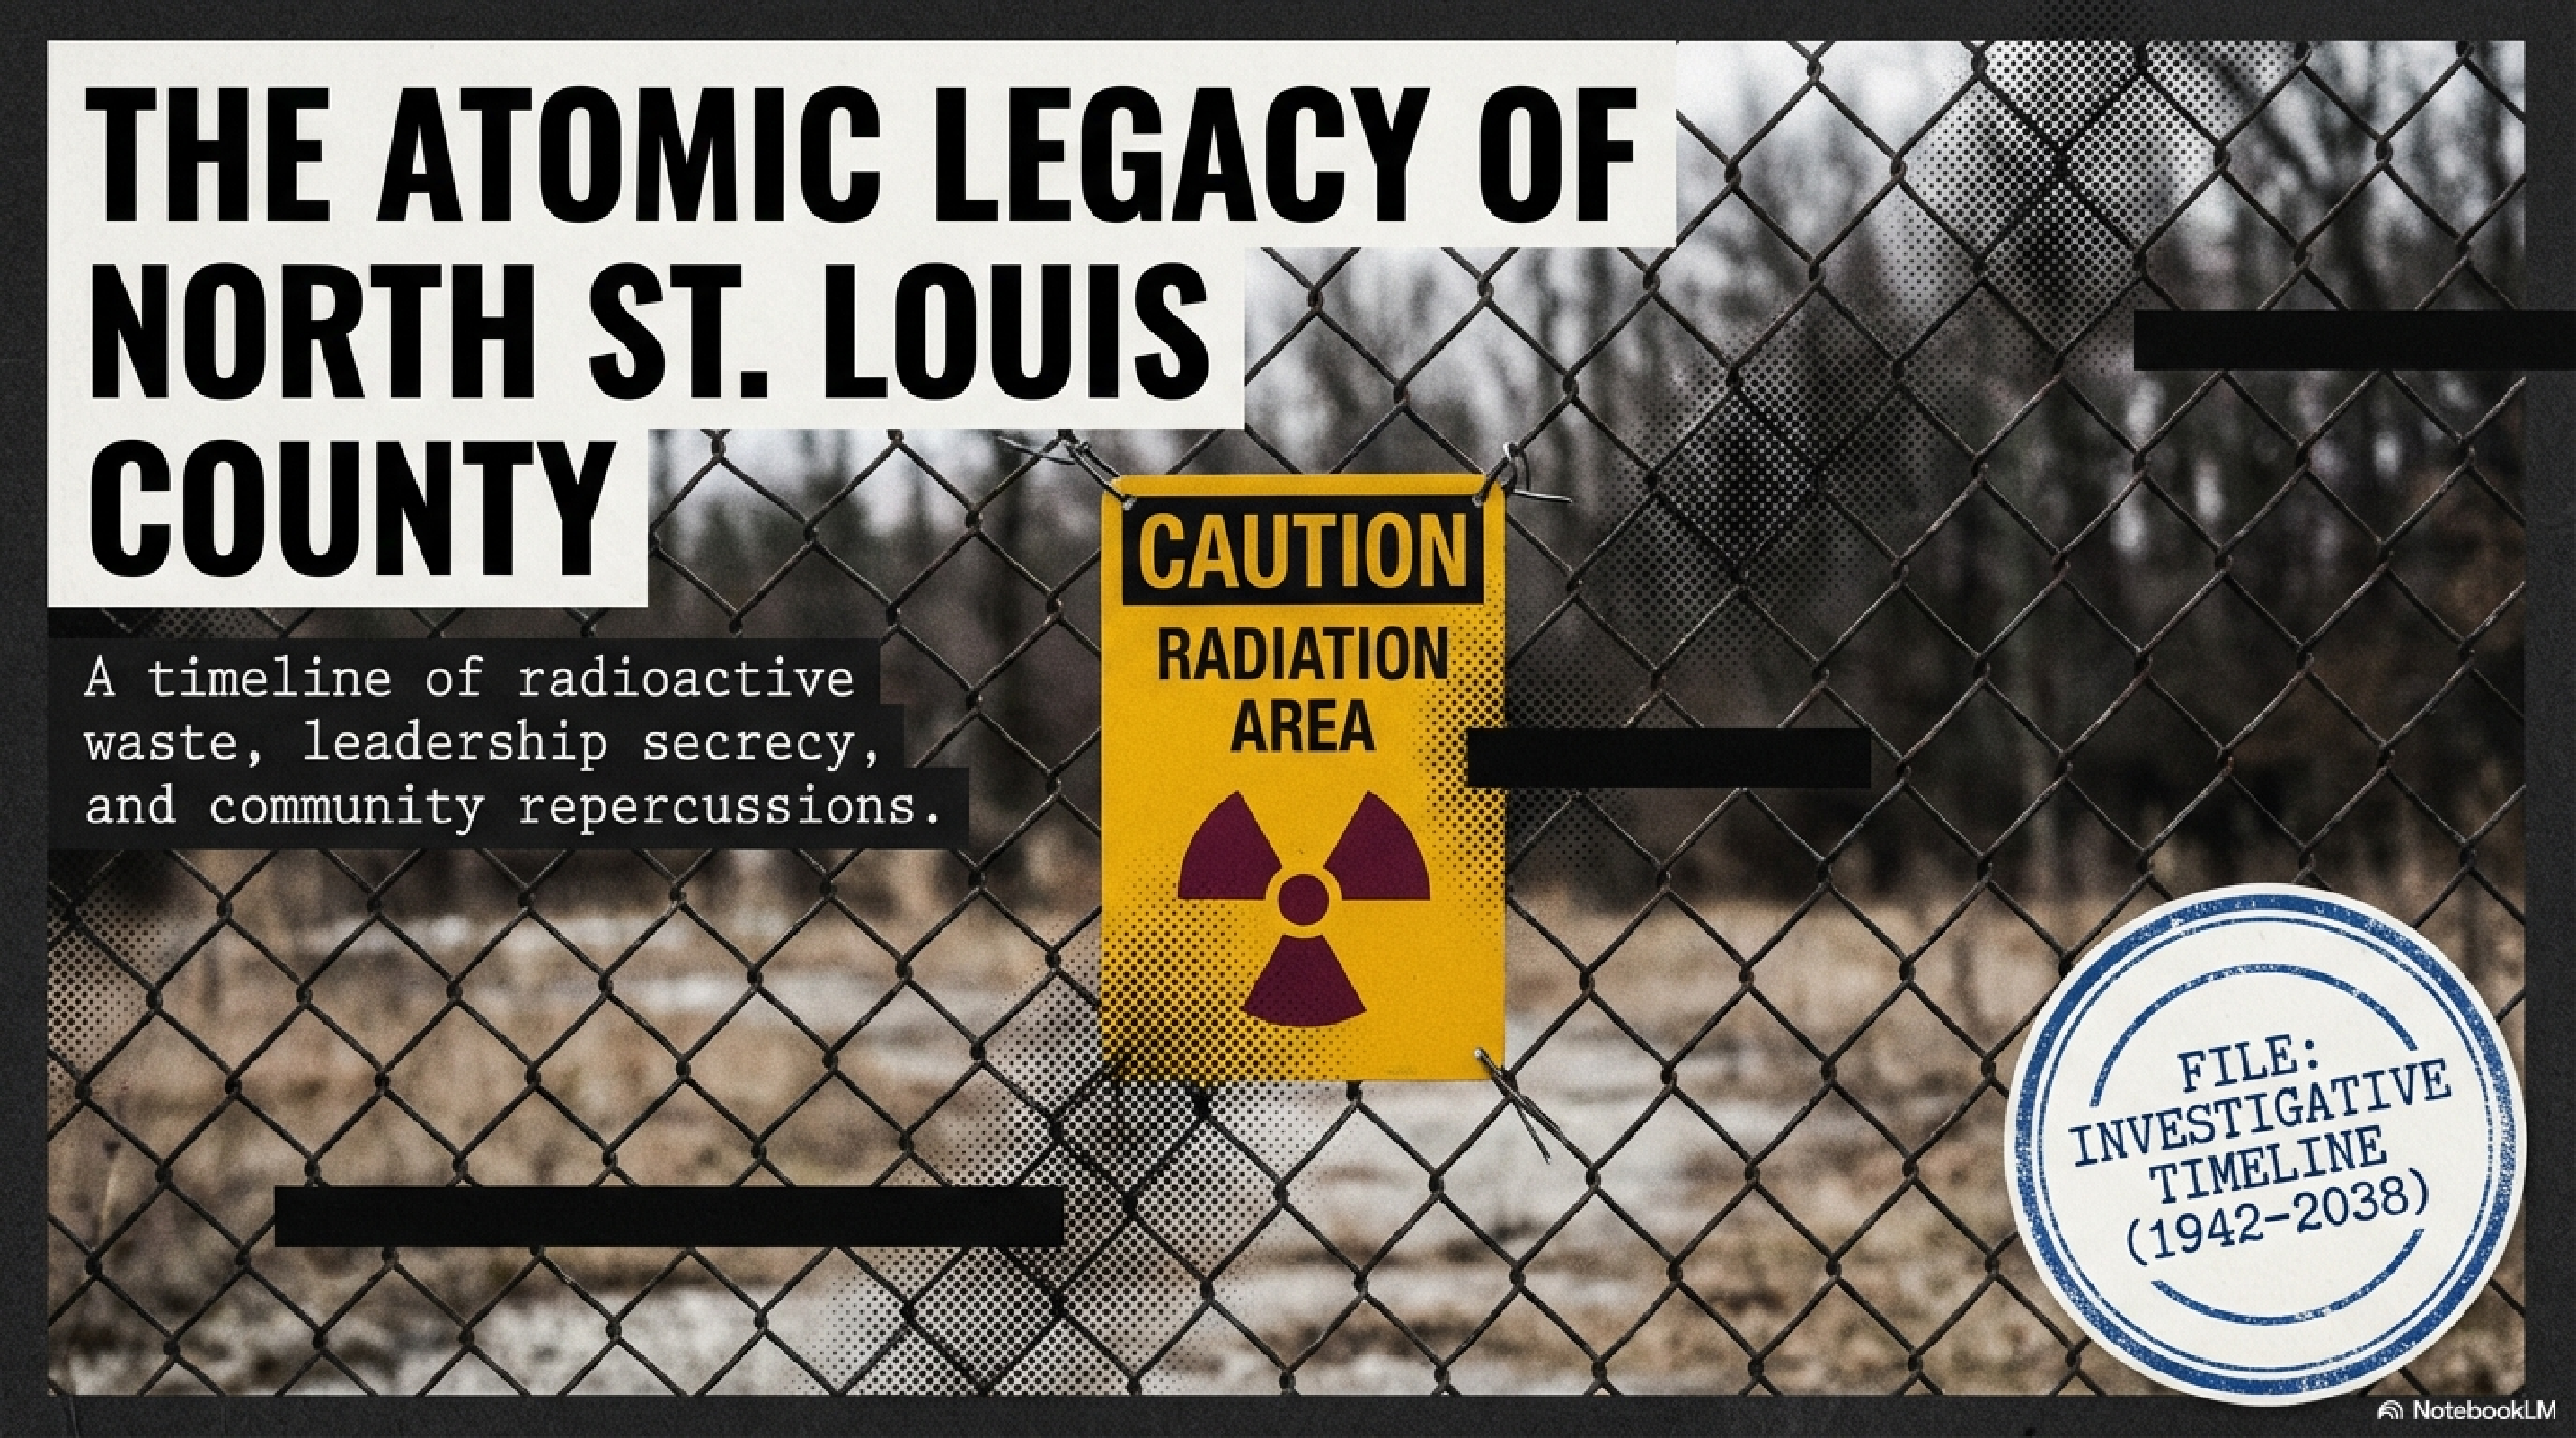 THE ATOMIC LEGACY OF
NORTH ST. LOUIS
COUNTY
A timeline of radioactive
waste, leadership secrecy,
and community repercussions.
CAUTION
RADIATION
AREA
FILE:
INVESTIGATIVE
TIMELINE
(1942-2038)
NotebookLM